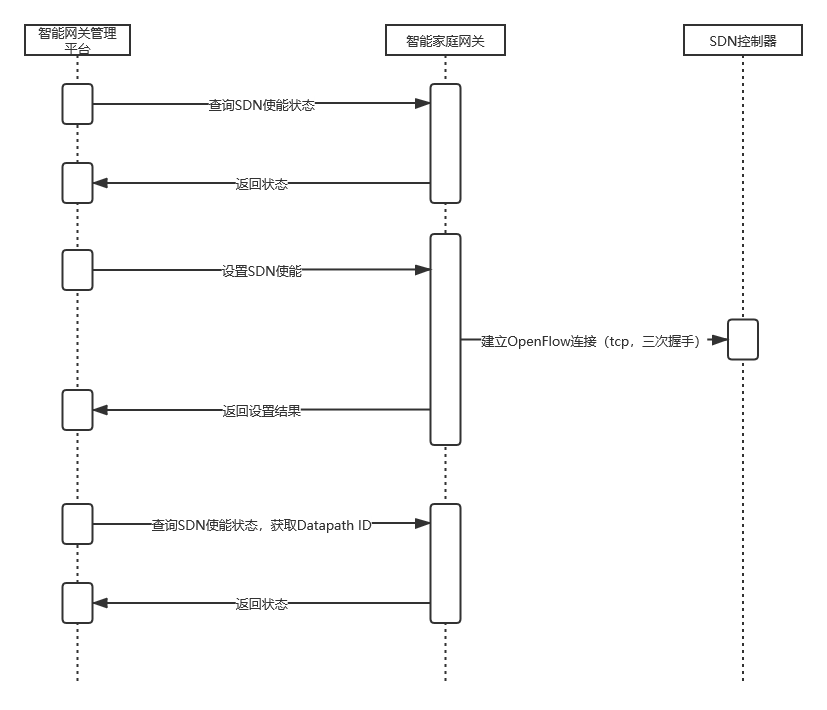 智能网关管理
平台
智能家庭网关
SDN控制器
查询SDN使能状态
返回状态
设置SDN使能
建立OpenFlow连接（tcp，三次握手）
返回设置结果
查询SDN使能状态，获取Datapath ID
返回状态